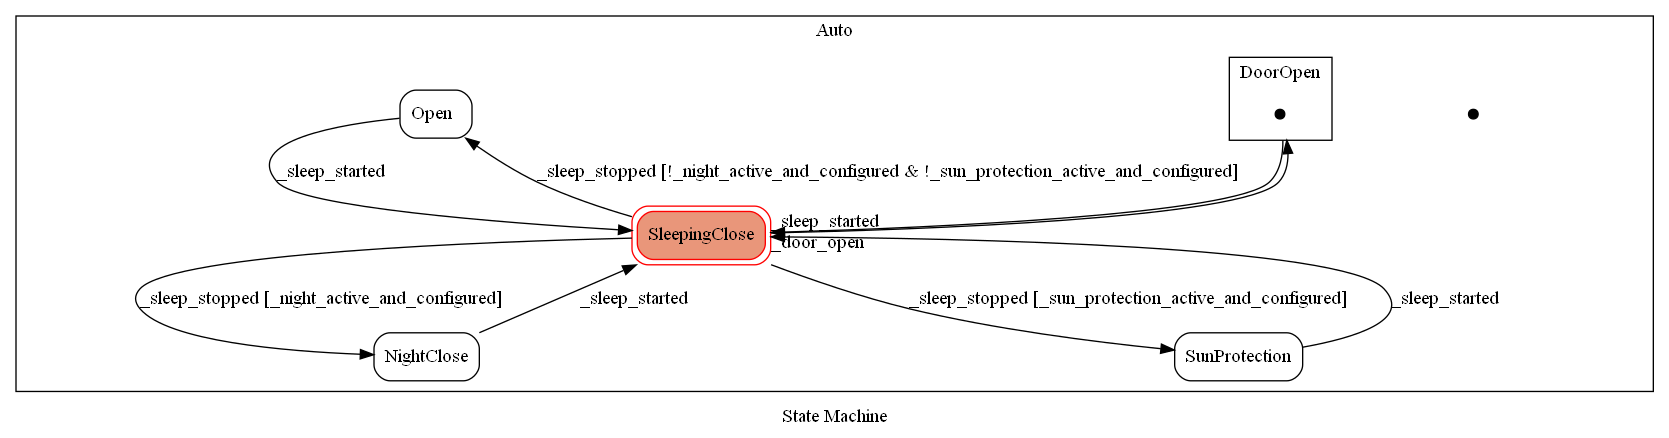 Auto
DoorOpen
Open
_sleep_started
_sleep_stopped [!_night_active_and_configured & !_sun_protection_active_and_configured]
_sleep_started
SleepingClose
_door_open
_sleep_stopped [_night_active_and_configured]
_sleep_started
_sleep_stopped [_sun_protection_active_and_configured]
_sleep_started
NightClose
SunProtection
State Machine